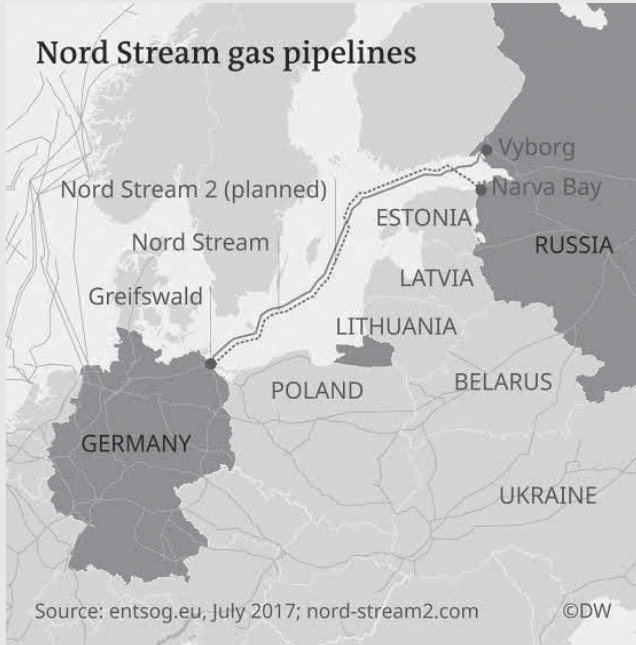 Nord Stream gas pipelines
Vyborg
Nord Stream 2 (planned)
Narva Bay
ESTONIA
Nord Stream
RUSSIA
LATVIA
Greifswald
LITHUANIA
POLAND
BELARUS
GERMANY
UKRAINE
Source: entsog.eu, July 2017; nord-stream2.com
©DW